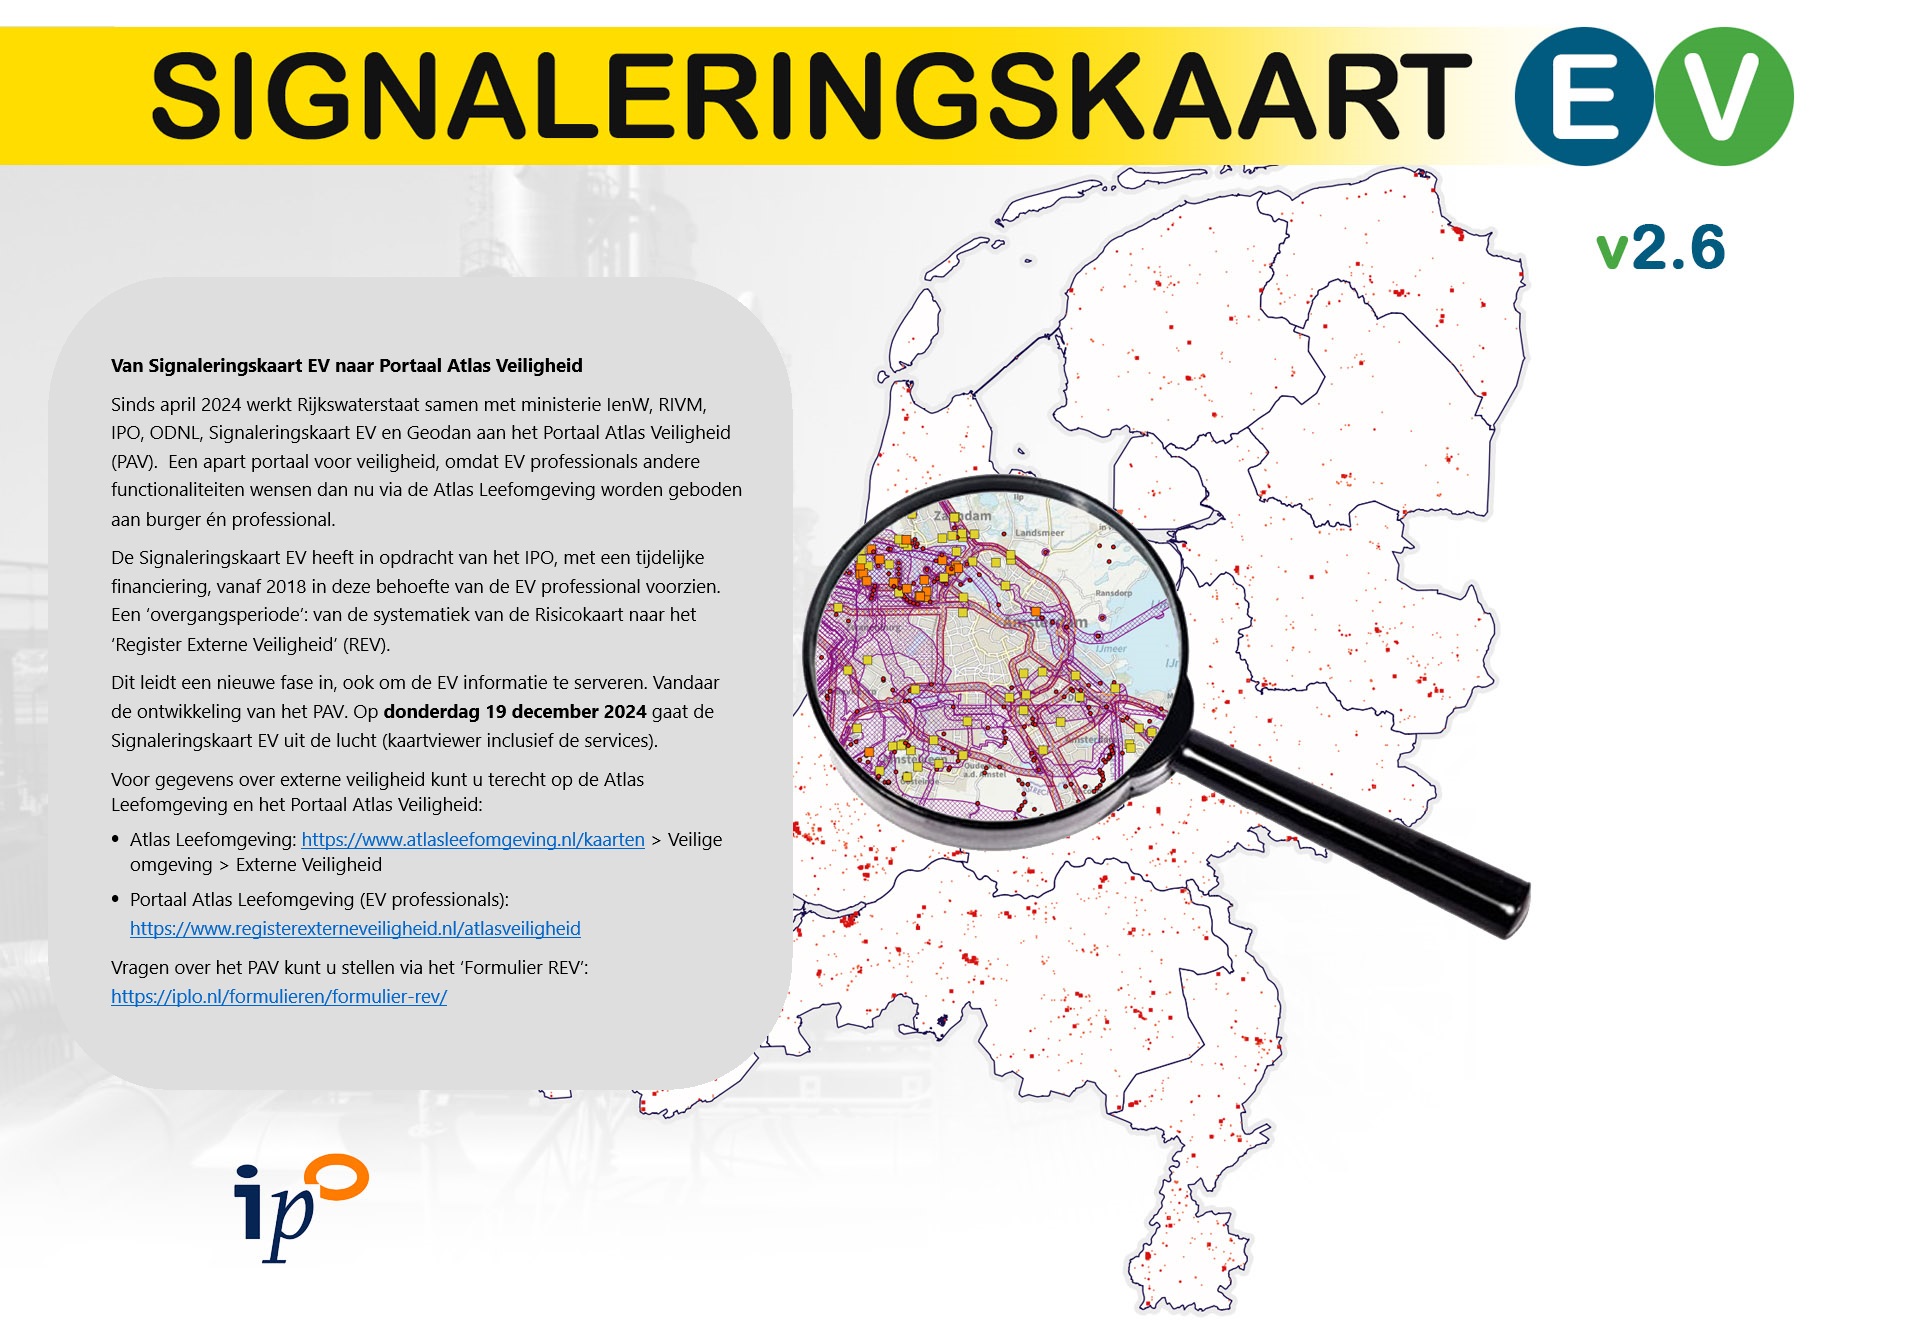 SIGNALERINGSKAART EV
v2.6
Van Signaleringskaart EV naar Portaal Atlas Veiligheid
Sinds april 2024 werkt Rijkswaterstaat samen met ministerie IenW, RIVM,
IPO, ODNL, Signaleringskaart EV en Geodan aan het Portaal Atlas Veiligheid
(PAV).  Een apart portaal voor veiligheid, omdat EV professionals andere
functionaliteiten wensen dan nu via de Atlas Leefomgeving worden geboden
aan burger én professional.
De Signaleringskaart EV heeft in opdracht van het IPO, met een tijdelijke
financiering, vanaf 2018 in deze behoefte van de EV professional voorzien.
Een ‘overgangsperiode’: van de systematiek van de Risicokaart naar het
‘Register Externe Veiligheid’ (REV).
Dit leidt een nieuwe fase in, ook om de EV informatie te serveren. Vandaar
de ontwikkeling van het PAV. Op donderdag 19 december 2024 gaat de
Signaleringskaart EV uit de lucht (kaartviewer inclusief de services).
Voor gegevens over externe veiligheid kunt u terecht op de Atlas
Leefomgeving en het Portaal Atlas Veiligheid:
• Atlas Leefomgeving: https://www.atlasleefomgeving.nl/kaarten > Veilige
omgeving > Externe Veiligheid
• Portaal Atlas Leefomgeving (EV professionals):
https://www.registerexterneveiligheid.nl/atlasveiligheid
Vragen over het PAV kunt u stellen via het ‘Formulier REV’:
https://iplo.nl/formulieren/formulier-rev/
ipo
Ilp
Zaandam
Landsmeer
Ransdorp
Amsterdam
IJmeer
Amstelveen
Ouderkerk
a.d. Amstel